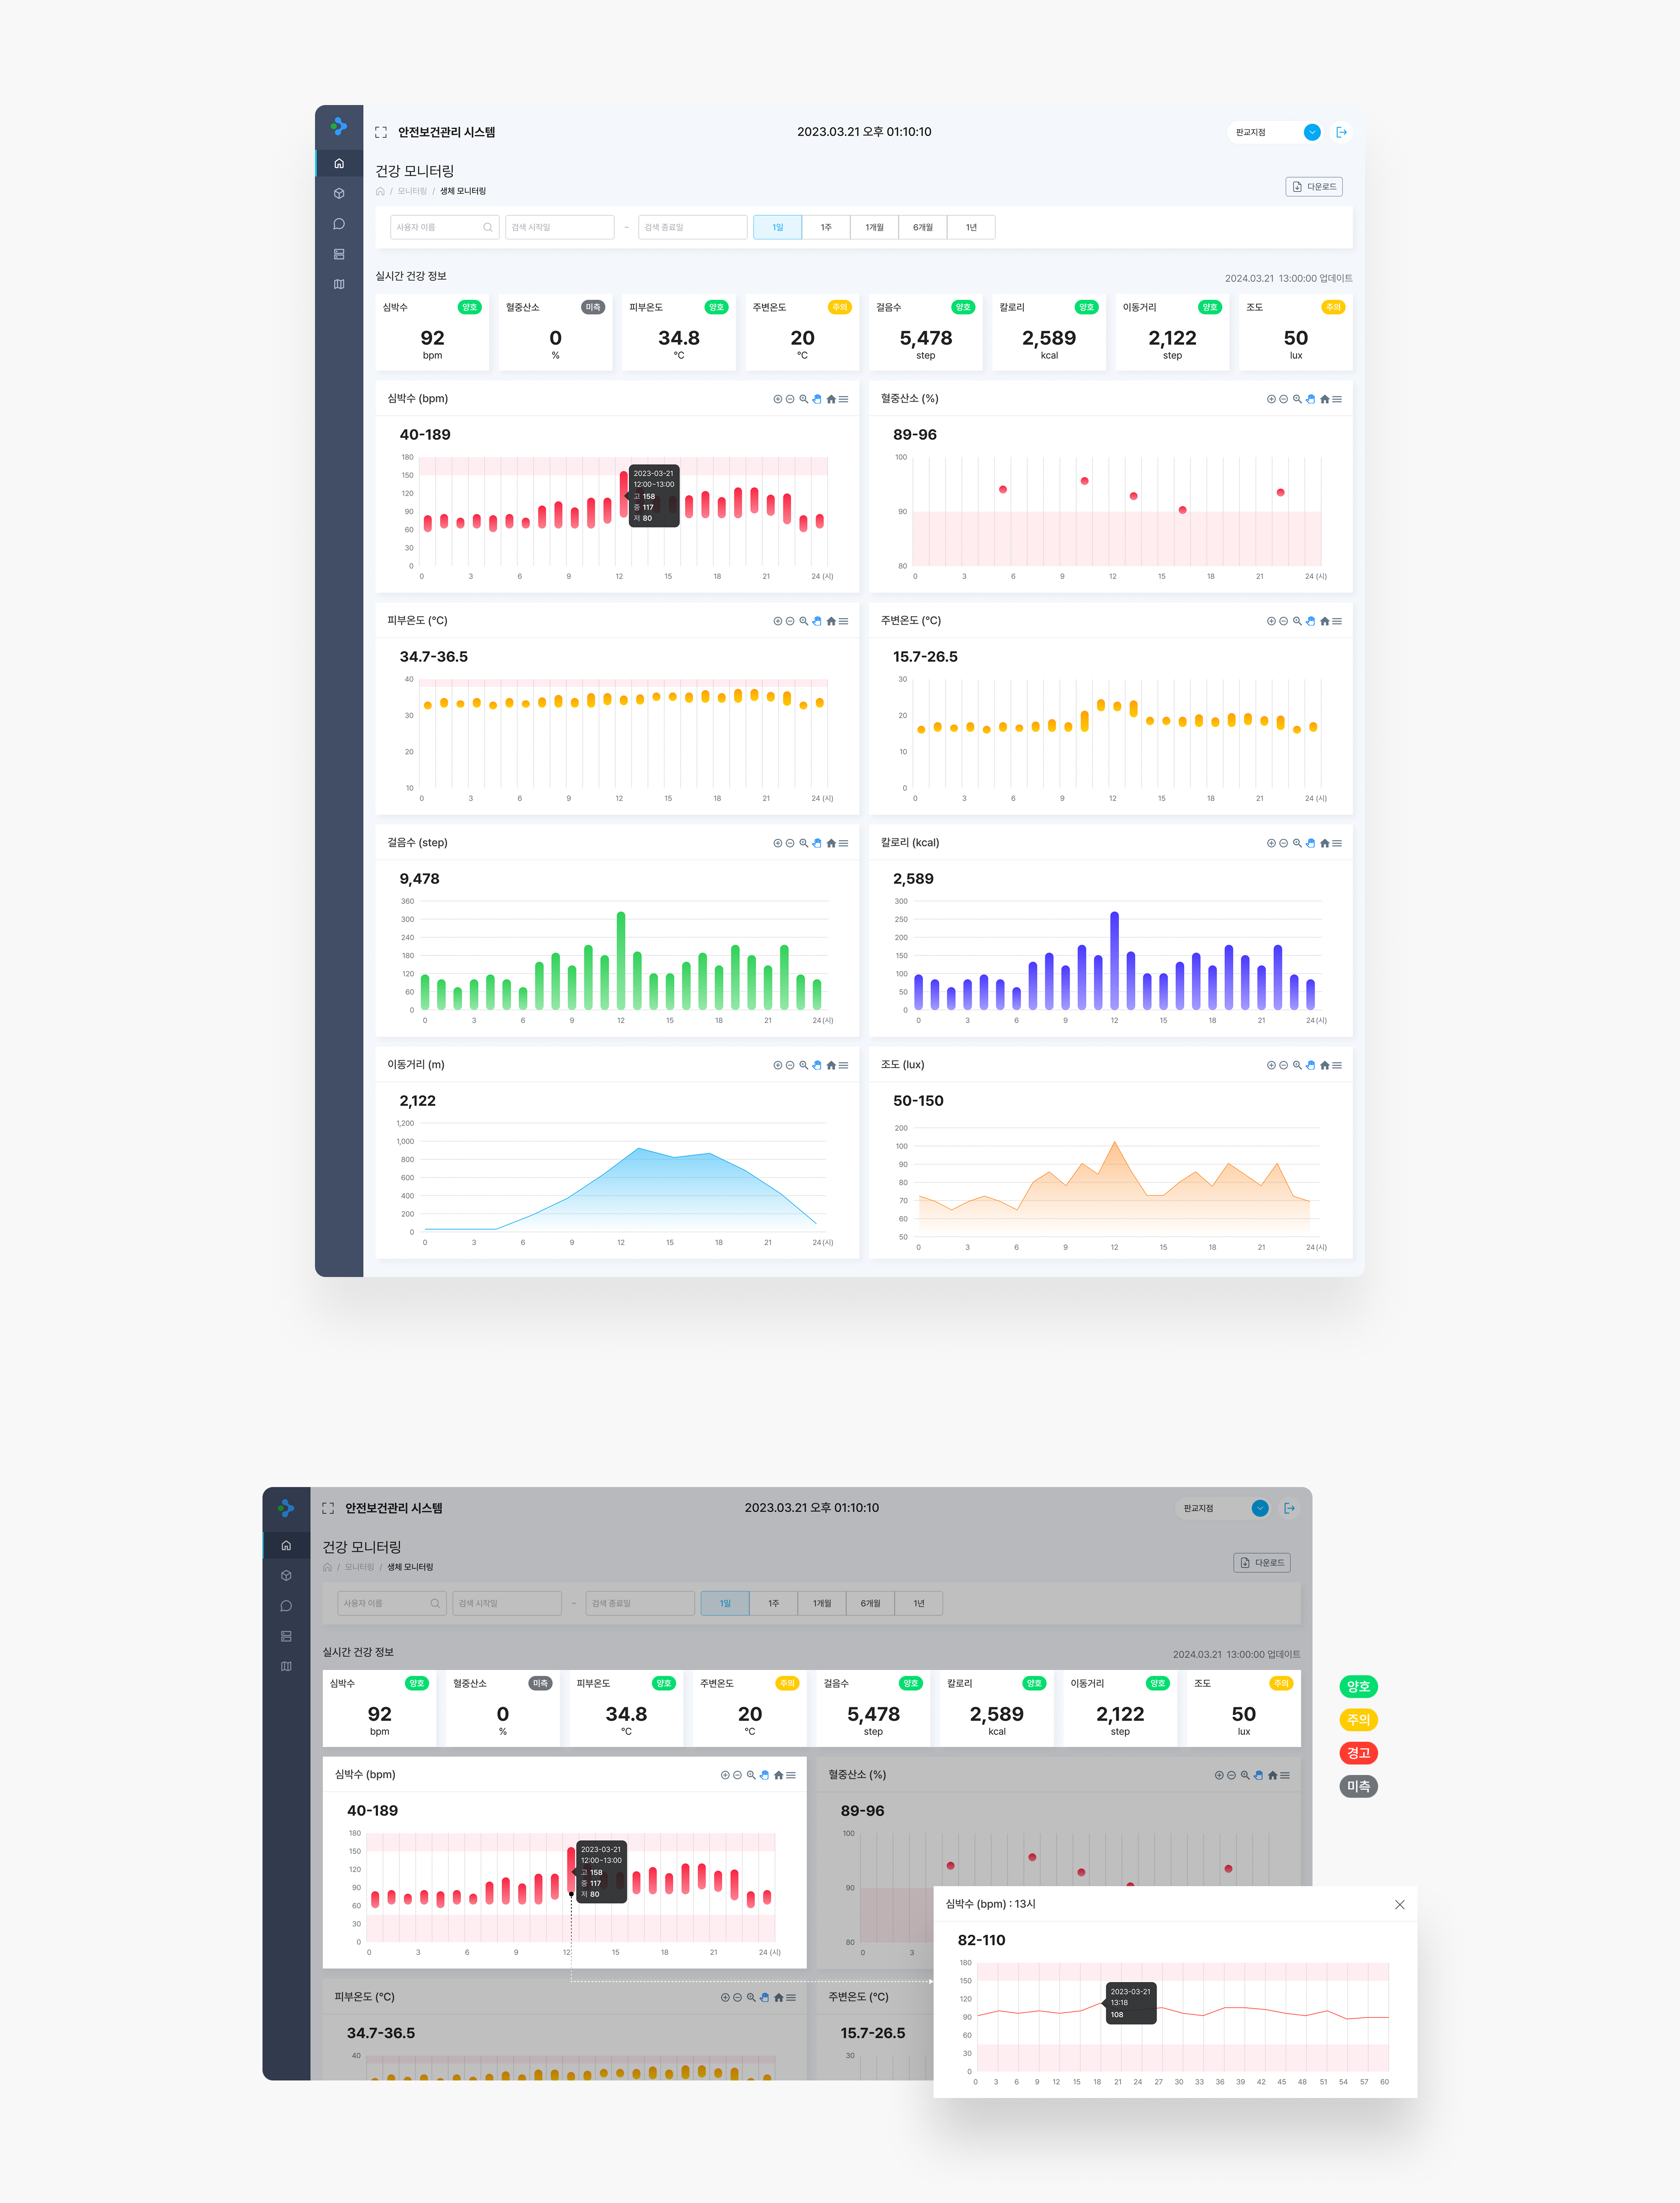 안전보건관리 시스템
2023.03.21 오후 01:10:10
판교지점
건강 모니터링
/ 모니터링 / 생체 모니터링
다운로드
사용자 이름
검색 시작일
~
검색 종료일
1일 1주 1개월 6개월 1년
실시간 건강 정보
2024.03.21 13:00:00 업데이트
심박수 양호
92
bpm
혈중산소 미측
0
%
피부온도 양호
34.8
°C
주변온도 주의
20
°C
걸음수 양호
5,478
step
칼로리 양호
2,589
kcal
이동거리 양호
2,122
step
조도 주의
50
lux
심박수 (bpm)
40-189
180
150
120
90
60
30
0
0 3 6 9 12 15 18 21 24 (시)
2023-03-21
12:00~13:00
고 158
중 117
저 80
혈중산소 (%)
89-96
100
90
80
0 3 6 9 12 15 18 21 24 (시)
피부온도 (°C)
34.7-36.5
40
30
20
10
0 3 6 9 12 15 18 21 24 (시)
주변온도 (°C)
15.7-26.5
30
20
10
0
0 3 6 9 12 15 18 21 24 (시)
걸음수 (step)
9,478
360
300
240
180
120
60
0
0 3 6 9 12 15 18 21 24(시)
칼로리 (kcal)
2,589
300
250
200
150
100
50
0
0 3 6 9 12 15 18 21 24(시)
이동거리 (m)
2,122
1,200
1,000
800
600
400
200
0
0 3 6 9 12 15 18 21 24(시)
조도 (lux)
50-150
200
100
90
80
70
60
50
0 3 6 9 12 15 18 21 24(시)
안전보건관리 시스템
2023.03.21 오후 01:10:10
판교지점
건강 모니터링
/ 모니터링 / 생체 모니터링
다운로드
사용자 이름
검색 시작일
~
검색 종료일
1일 1주 1개월 6개월 1년
실시간 건강 정보
2024.03.21 13:00:00 업데이트
심박수 양호
92
bpm
혈중산소 미측
0
%
피부온도 양호
34.8
°C
주변온도 주의
20
°C
걸음수 양호
5,478
step
칼로리 양호
2,589
kcal
이동거리 양호
2,122
step
조도 주의
50
lux
양호
주의
경고
미측
심박수 (bpm)
40-189
180
150
120
90
60
30
0
0 3 6 9 12 15 18 21 24 (시)
2023-03-21
12:00~13:00
고 158
중 117
저 80
혈중산소 (%)
89-96
100
90
80
0 3
심박수 (bpm) : 13시
82-110
180
150
120
90
60
30
0
0 3 6 9 12 15 18 21 24 27 30 33 36 39 42 45 48 51 54 57 60
2023-03-21
13:18
108
피부온도 (°C)
34.7-36.5
40
주변온도 (°C)
15.7-26.5
30